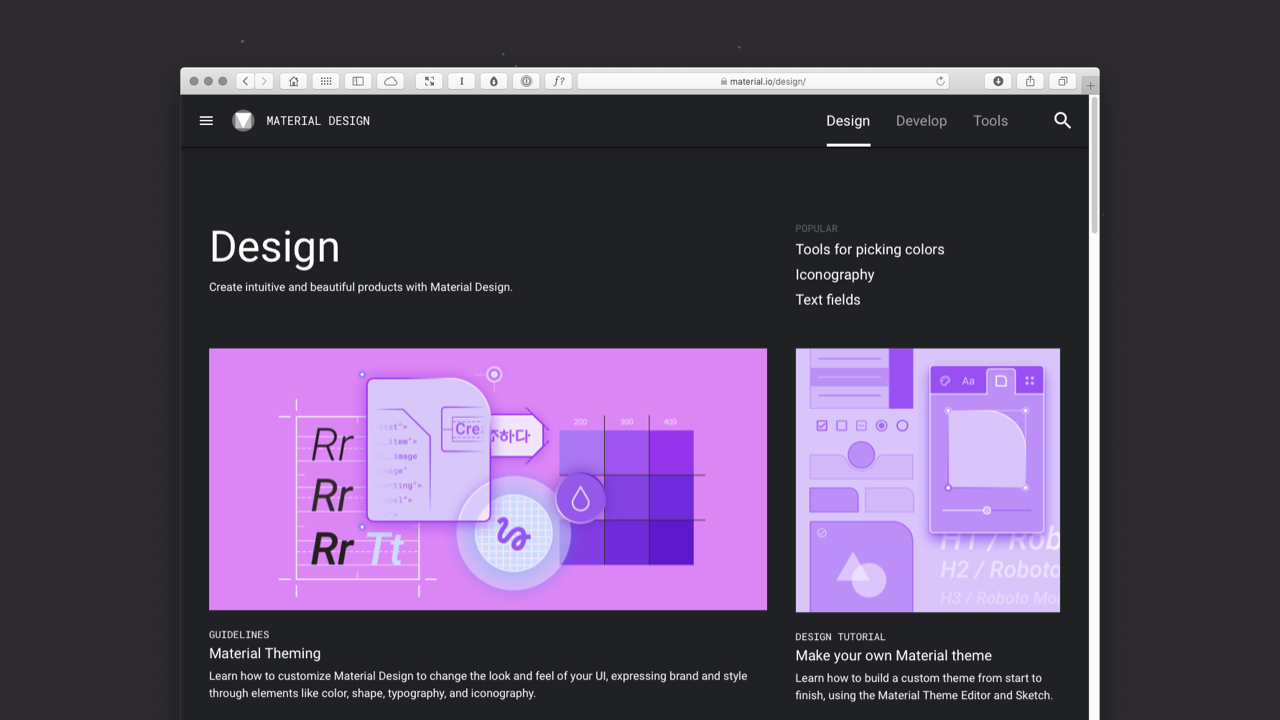 I
f?
material.io/design/
MATERIAL DESIGN
Design
Develop
Tools
Design
Create intuitive and beautiful products with Material Design.
POPULAR
Tools for picking colors
Iconography
Text fields
Rr
Rr
Rr Tt
list">
_item">
__image
mage"
arting">
label">
Cre
하다
200 300 400
Aa
H1 / Rob
H2 / Roboto
H3 / Roboto Mo
GUIDELINES
Material Theming
Learn how to customize Material Design to change the look and feel of your UI, expressing brand and style
through elements like color, shape, typography, and iconography.
DESIGN TUTORIAL
Make your own Material theme
Learn how to build a custom theme from start to
finish, using the Material Theme Editor and Sketch.